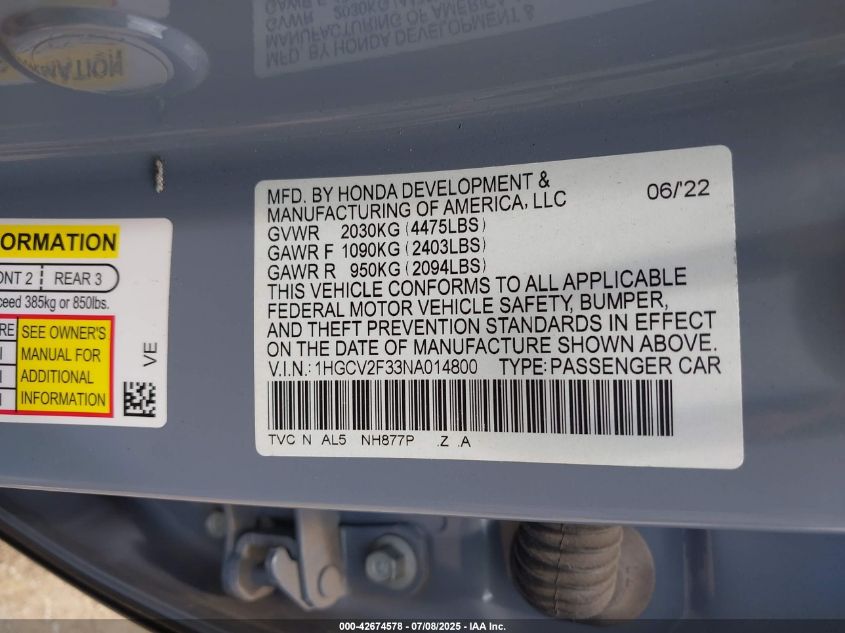 MFD. BY HONDA DEVELOPMENT &
MANUFACTURING OF AMERICA, LLC 06/'22
GVWR 2030KG (4475LBS)
GAWR F 1090KG (2403LBS)
GAWR R 950KG (2094LBS)
THIS VEHICLE CONFORMS TO ALL APPLICABLE
FEDERAL MOTOR VEHICLE SAFETY, BUMPER,
AND THEFT PREVENTION STANDARDS IN EFFECT
ON THE DATE OF MANUFACTURE SHOWN ABOVE.
V.I.N.: 1HGCV2F33NA014800 TYPE: PASSENGER CAR
TVC N AL5 NH877P .Z .A
ORMATION
ONT 2 REAR 3
ceed 385kg or 850lbs.
RE
SEE OWNER'S
MANUAL FOR
ADDITIONAL
INFORMATION
VE
000-42674578 - 07/08/2025 - IAA Inc.